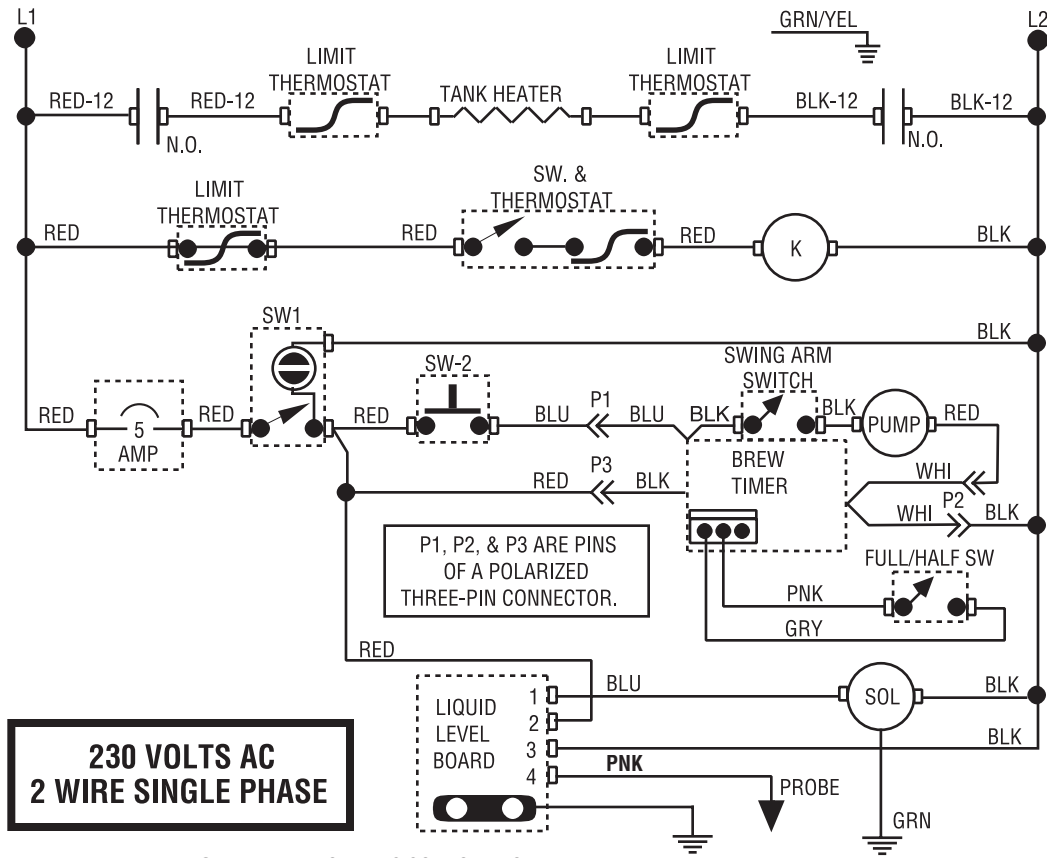 L1
GRN/YEL
L2
LIMIT
THERMOSTAT
LIMIT
THERMOSTAT
RED-12
RED-12
TANK HEATER
BLK-12
BLK-12
N.O.
N.O.
LIMIT
THERMOSTAT
SW. &
THERMOSTAT
RED
RED
RED
K
BLK
SW1
BLK
SW-2
SWING ARM
SWITCH
RED
5
AMP
RED
RED
BLU
P1
BLU
BLK
BLK
PUMP
RED
RED
P3
BLK
BREW
TIMER
WHI
WHI
P2
BLK
P1, P2, & P3 ARE PINS
OF A POLARIZED
THREE-PIN CONNECTOR.
FULL/HALF SW
PNK
GRY
RED
LIQUID
LEVEL
BOARD
1
2
3
4
BLU
SOL
BLK
BLK
PNK
PROBE
GRN
230 VOLTS AC
2 WIRE SINGLE PHASE